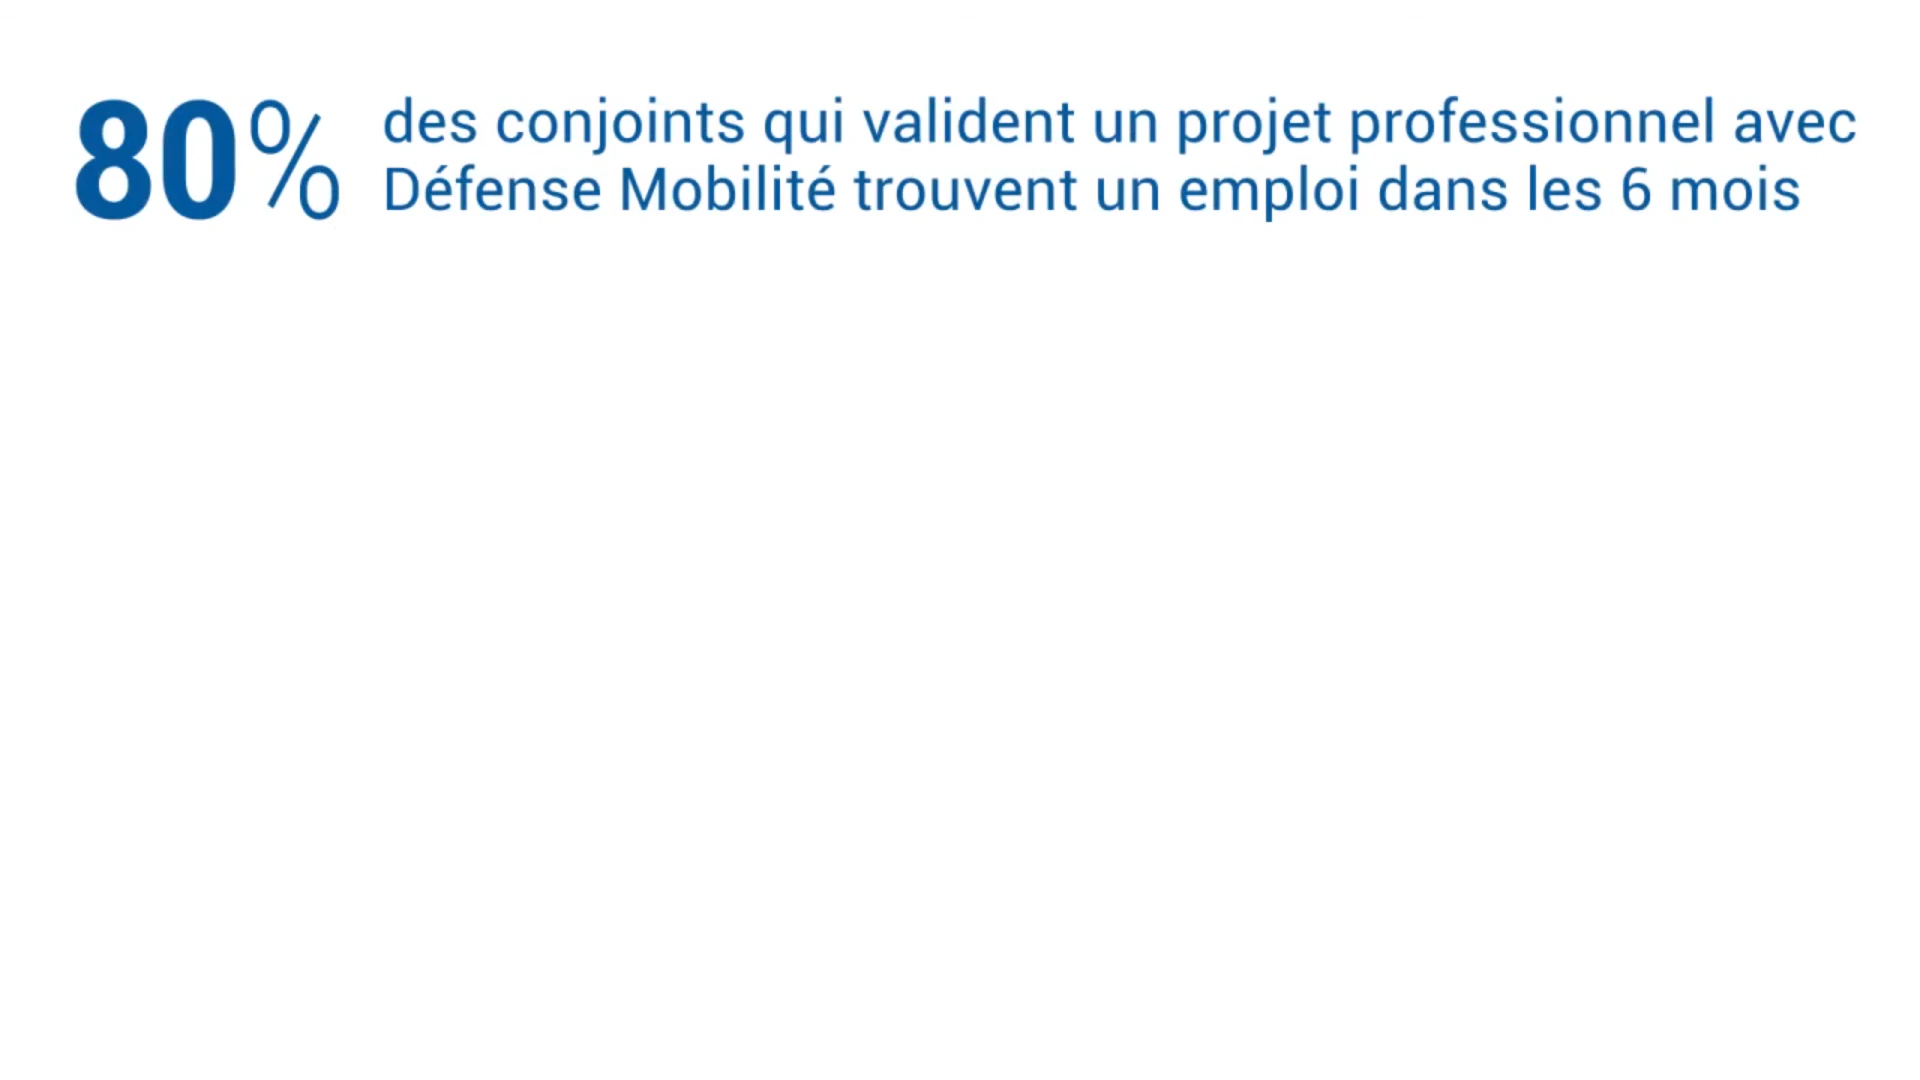 80% des conjoints qui valident un projet professionnel avec
Défense Mobilité trouvent un emploi dans les 6 mois